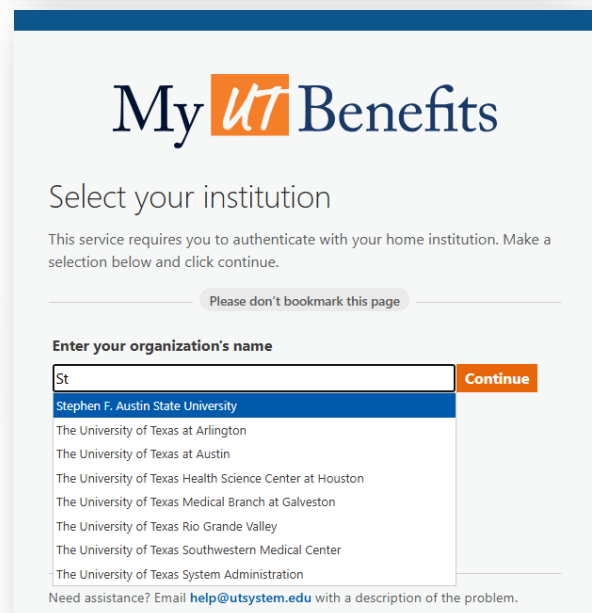 My UT Benefits
Select your institution
This service requires you to authenticate with your home institution. Make a
selection below and click continue.
Please don't bookmark this page
Enter your organization's name
St
Continue
Stephen F. Austin State University
The University of Texas at Arlington
The University of Texas at Austin
The University of Texas Health Science Center at Houston
The University of Texas Medical Branch at Galveston
The University of Texas Rio Grande Valley
The University of Texas Southwestern Medical Center
The University of Texas System Administration
Need assistance? Email help@utsystem.edu with a description of the problem.